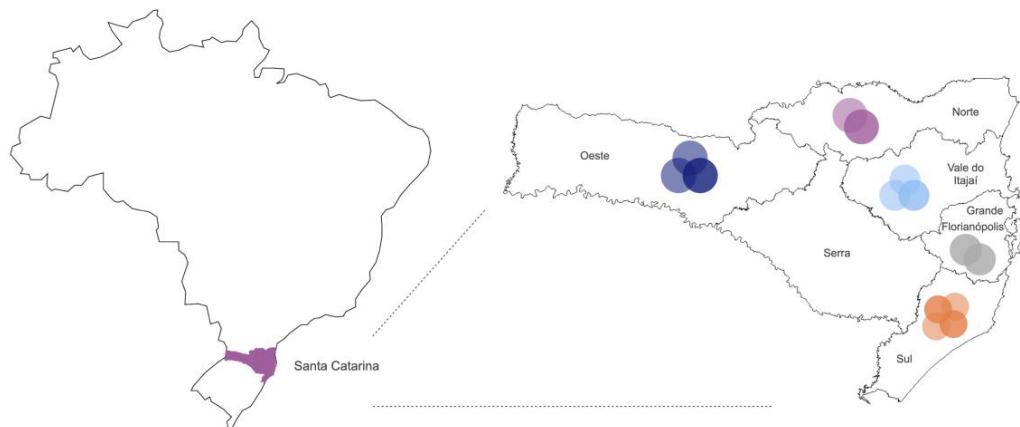 Santa Catarina
Oeste
Norte
Vale do
Itajaí
Grande
Florianópolis
Serra
Sul